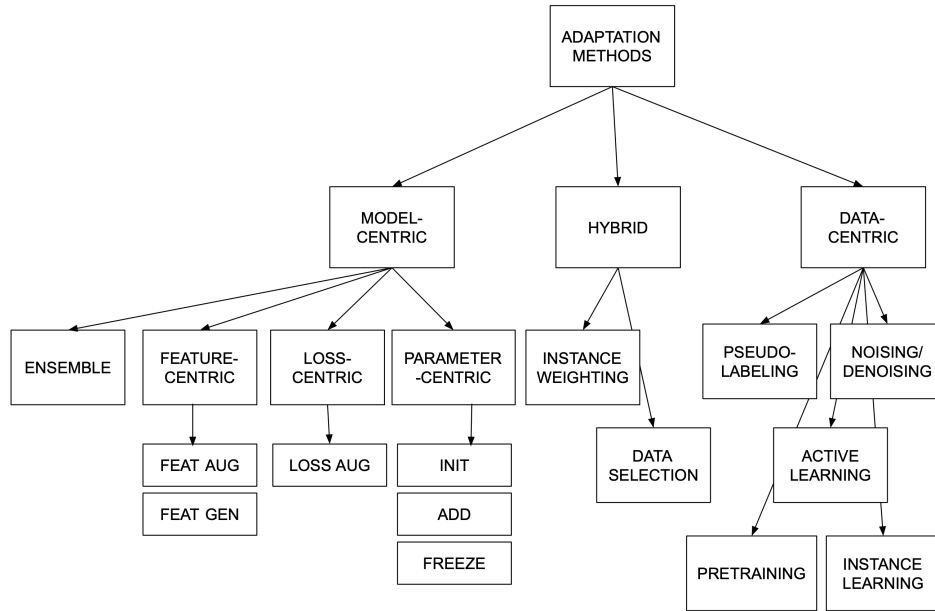 ADAPTATION
METHODS
MODEL-
CENTRIC
HYBRID
DATA-
CENTRIC
ENSEMBLE
FEATURE-
CENTRIC
LOSS-
CENTRIC
PARAMETER
-CENTRIC
INSTANCE
WEIGHTING
PSEUDO-
LABELING
NOISING/
DENOISING
FEAT AUG
LOSS AUG
INIT
DATA
SELECTION
ACTIVE
LEARNING
FEAT GEN
ADD
FREEZE
PRETRAINING
INSTANCE
LEARNING